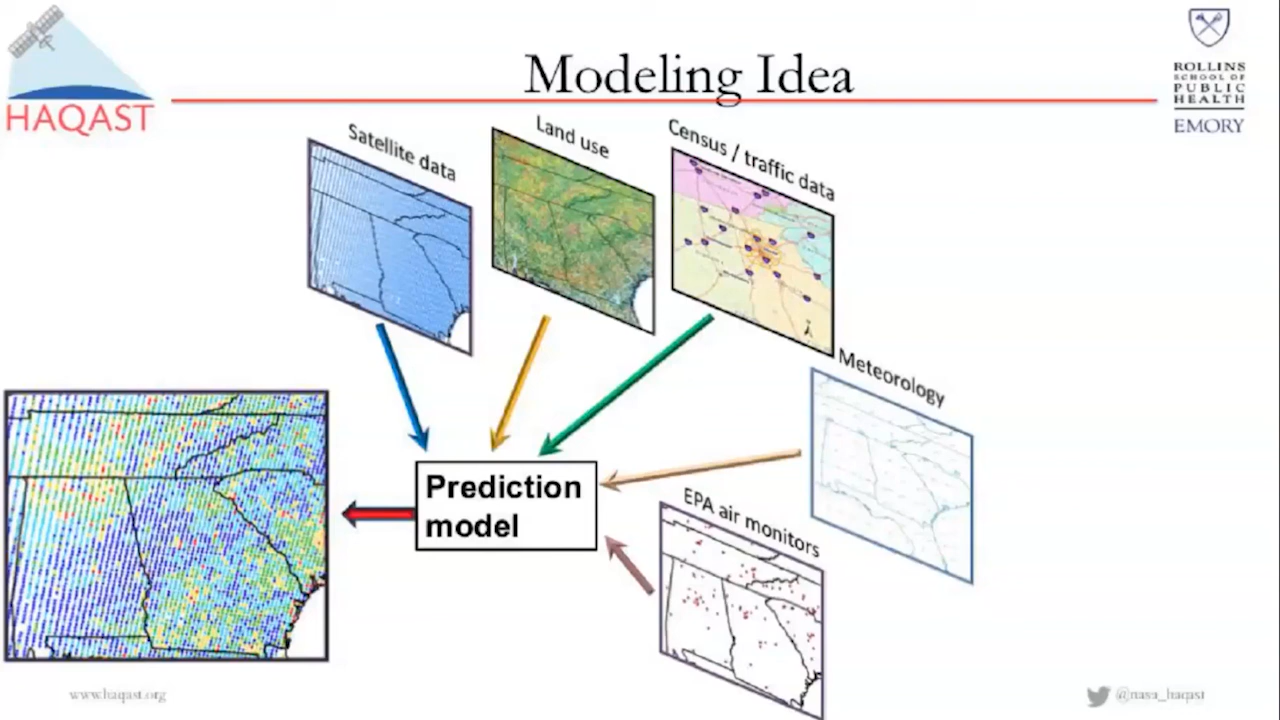 Modeling Idea
HAQAST
ROLLINS
SCHOOL OF
PUBLIC
HEALTH
EMORY
Satellite data
Land use
Census / traffic data
Meteorology
Prediction
model
EPA air monitors
www.haqast.org
@nasa_haqast